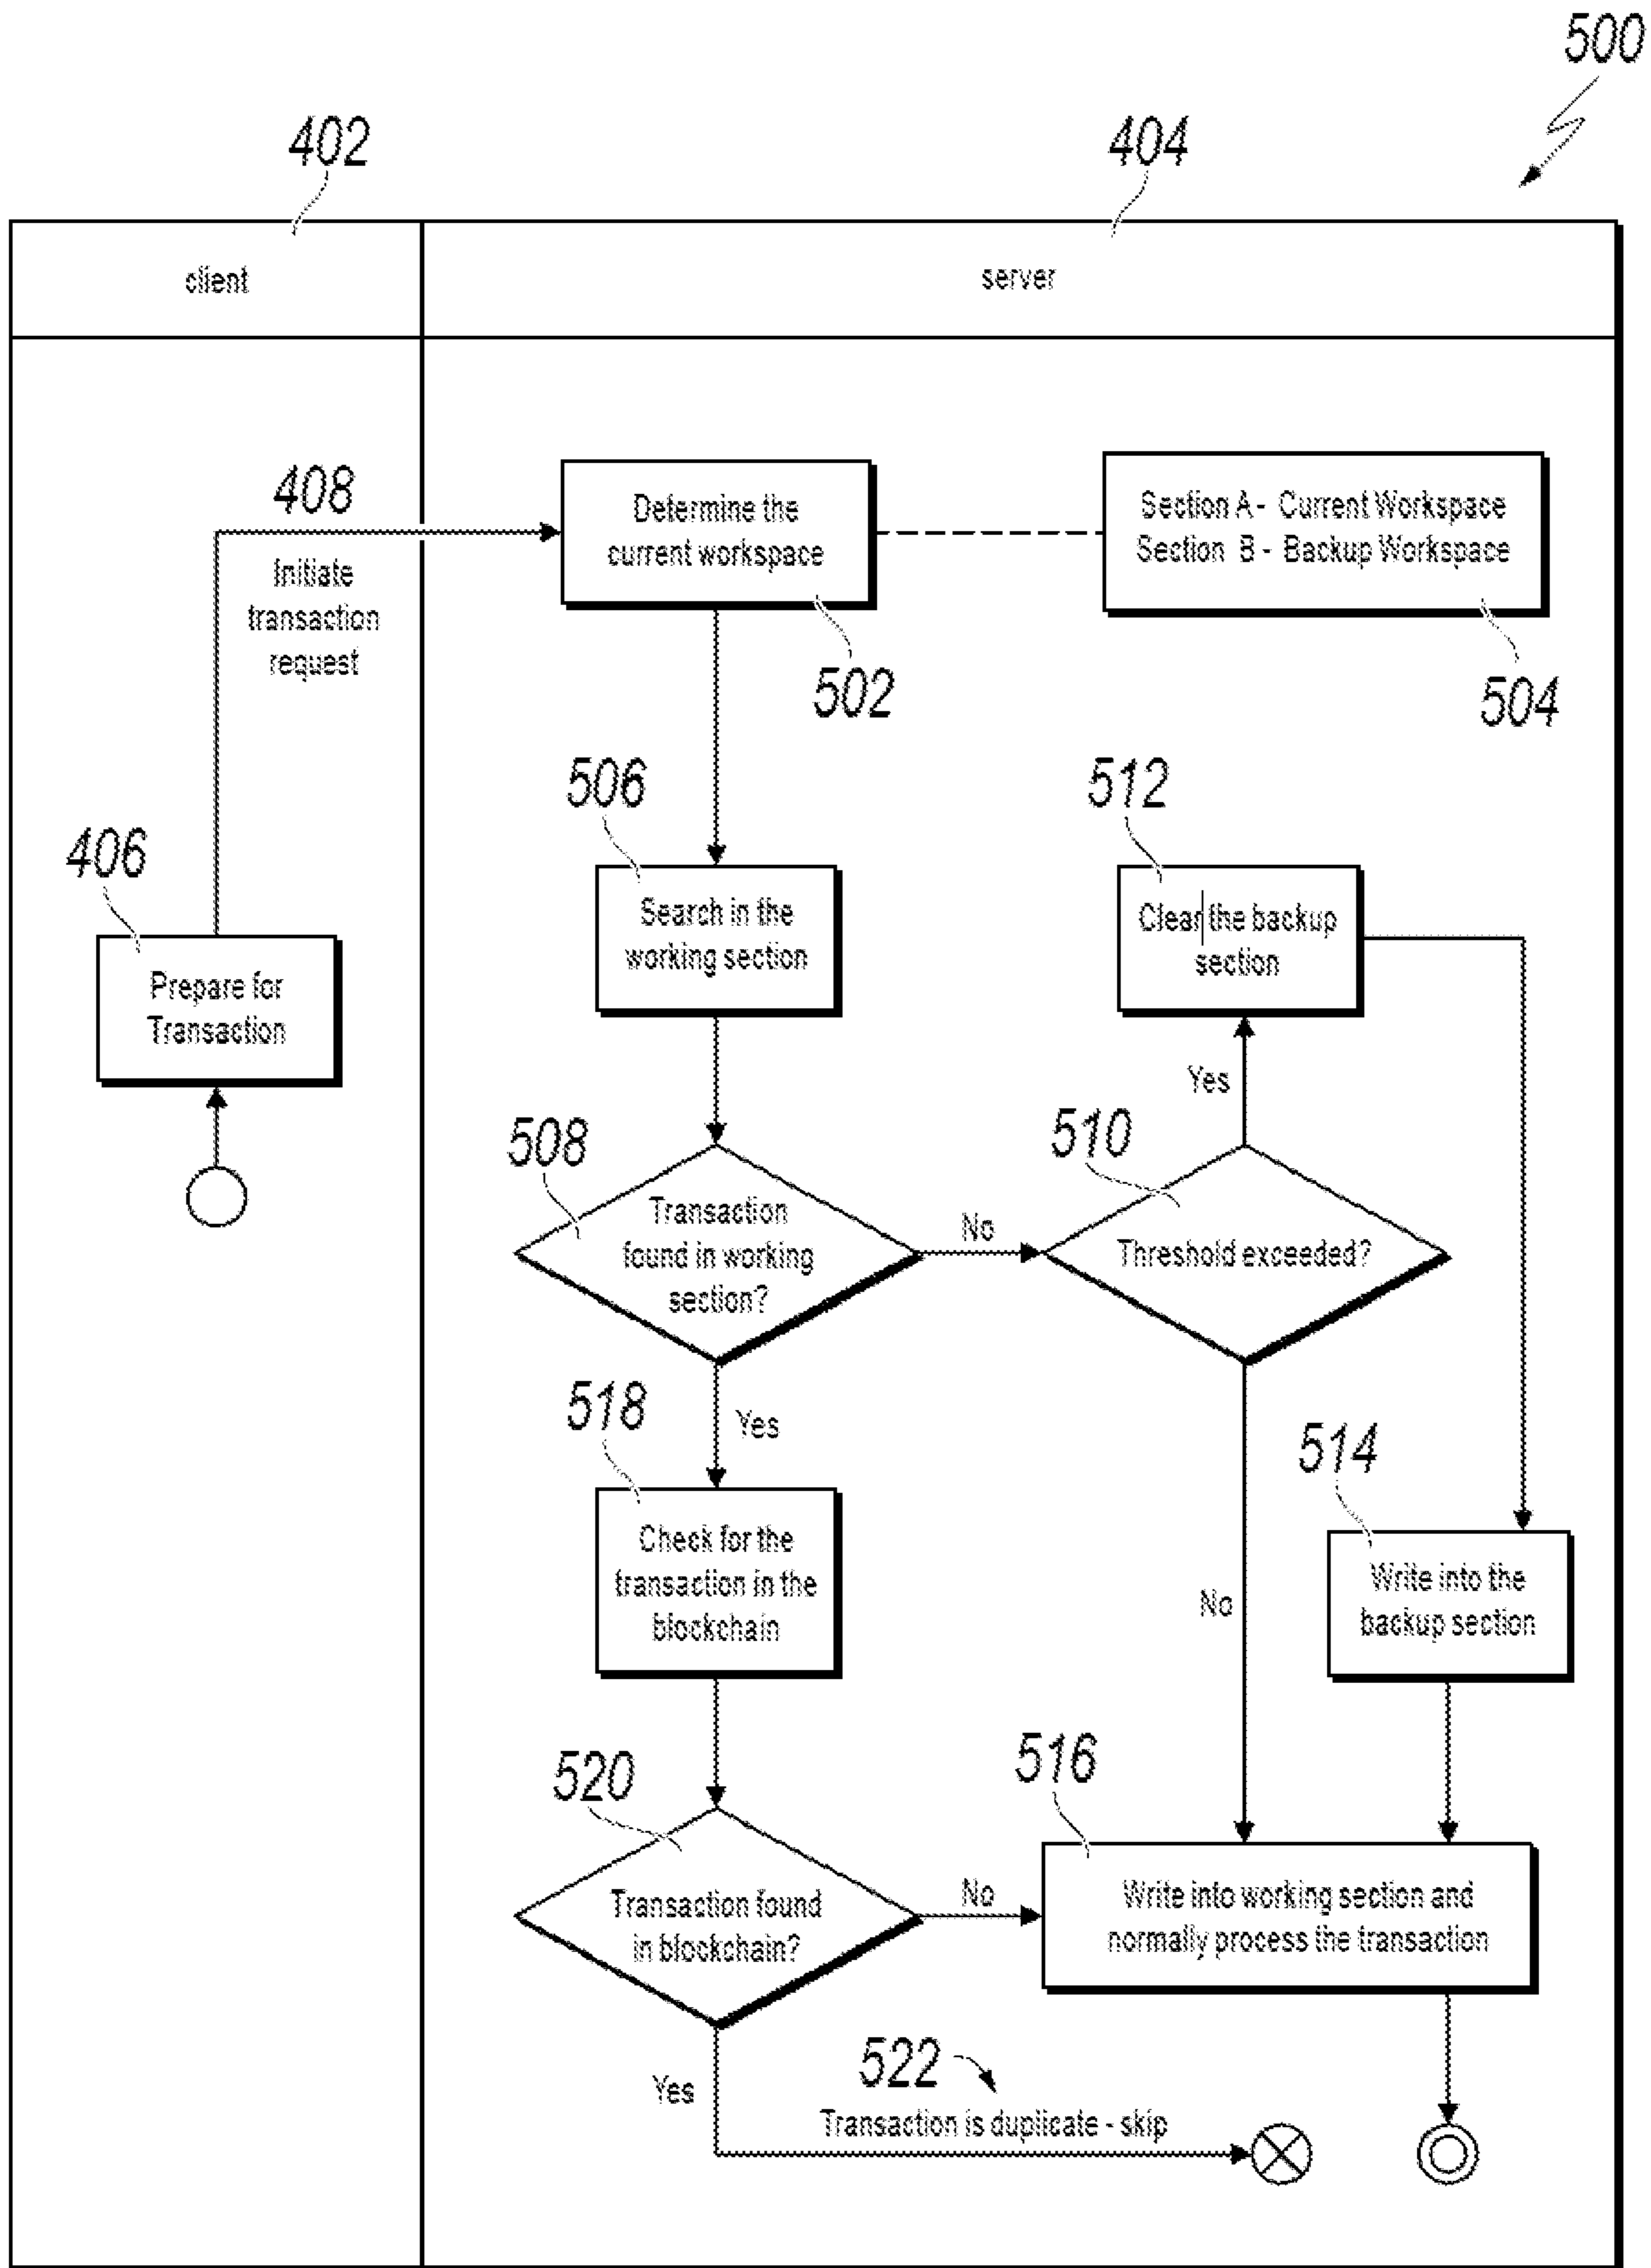 500
402
404
client
server
408
Initiate
transaction
request
Determine the
current workspace
502
Section A - Current Workspace
Section B - Backup Workspace
504
506
Search in the
working section
512
Clear the backup
section
406
Prepare for
Transaction
Yes
508
Transaction
found in working
section?
No
510
Threshold exceeded?
Yes
518
Check for the
transaction in the
blockchain
No
514
Write into the
backup section
520
Transaction found
in blockchain?
No
516
Write into working section and
normally process the transaction
Yes
522
Transaction is duplicate - skip